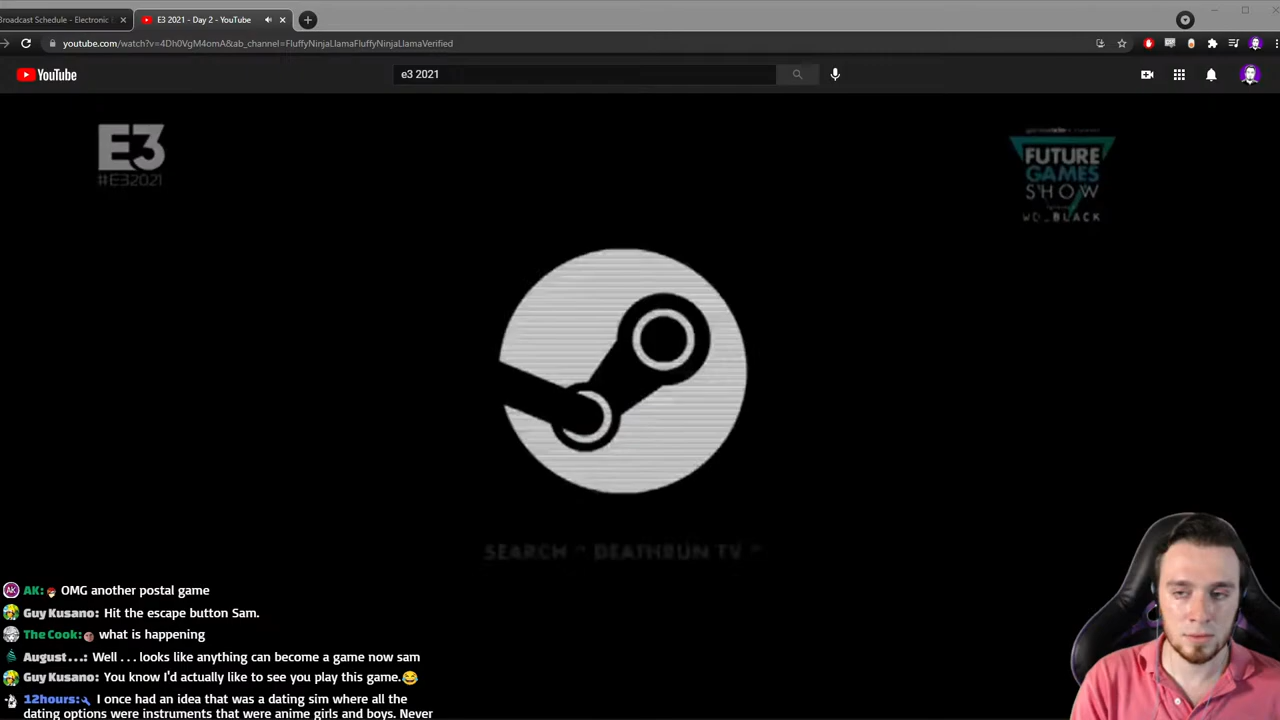 Broadcast Schedule - Electronic
E3 2021 - Day 2 - YouTube
youtube.com/watch?v=4Dh0VgM4omA&ab_channel=FluffyNinjaLlamaFluffyNinjaLlamaVerified
YouTube
e3 2021
E3
#E32021
FUTURE
GAMES
SHOW
WD_BLACK
SEARCH " DEATHRUN TV "
AK: OMG another postal game
Guy Kusano: Hit the escape button Sam.
The Cook: what is happening
August...: Well . . . looks like anything can become a game now sam
Guy Kusano: You know I'd actually like to see you play this game.😂
12hours: I once had an idea that was a dating sim where all the
dating options were instruments that were anime girls and boys. Never